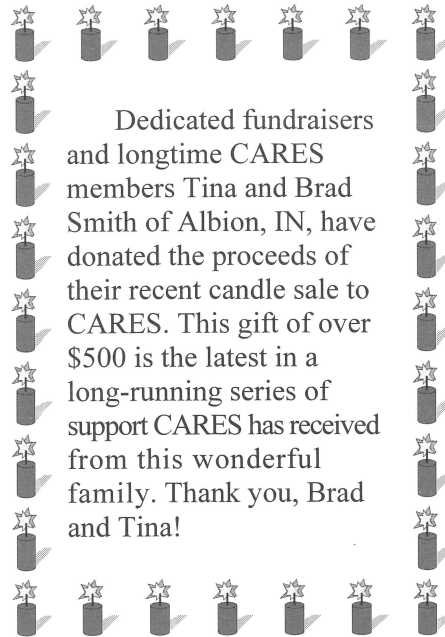 Dedicated fundraisers
and longtime CARES
members Tina and Brad
Smith of Albion, IN, have
donated the proceeds of
their recent candle sale to
CARES. This gift of over
$500 is the latest in a
long-running series of
support CARES has received
from this wonderful
family. Thank you, Brad
and Tina!